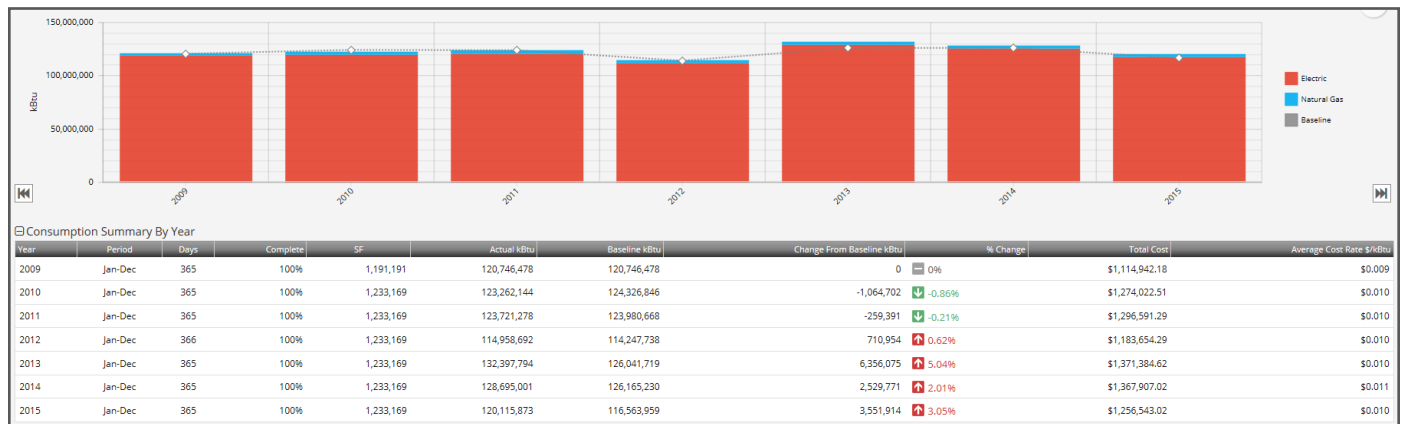 150,000,000
100,000,000
50,000,000
0
kBtu
2009 2010 2011 2012 2013 2014 2015
Electric
Natural Gas
Baseline
Consumption Summary By Year
Year Period Days Complete SF Actual kBtu Baseline kBtu Change From Baseline kBtu % Change Total Cost Average Cost Rate $/kBtu
2009 Jan-Dec 365 100% 1,191,191 120,746,478 120,746,478 0 0% $1,114,942.18 $0.009
2010 Jan-Dec 365 100% 1,233,169 123,262,144 124,326,846 -1,064,702 -0.86% $1,274,022.51 $0.010
2011 Jan-Dec 365 100% 1,233,169 123,721,278 123,980,668 -259,391 -0.21% $1,296,591.29 $0.010
2012 Jan-Dec 366 100% 1,233,169 114,958,692 114,247,738 710,954 0.62% $1,183,654.29 $0.010
2013 Jan-Dec 365 100% 1,233,169 132,397,794 126,041,719 6,356,075 5.04% $1,371,384.62 $0.010
2014 Jan-Dec 365 100% 1,233,169 128,695,001 126,165,230 2,529,771 2.01% $1,367,907.02 $0.011
2015 Jan-Dec 365 100% 1,233,169 120,115,873 116,563,959 3,551,914 3.05% $1,256,543.02 $0.010